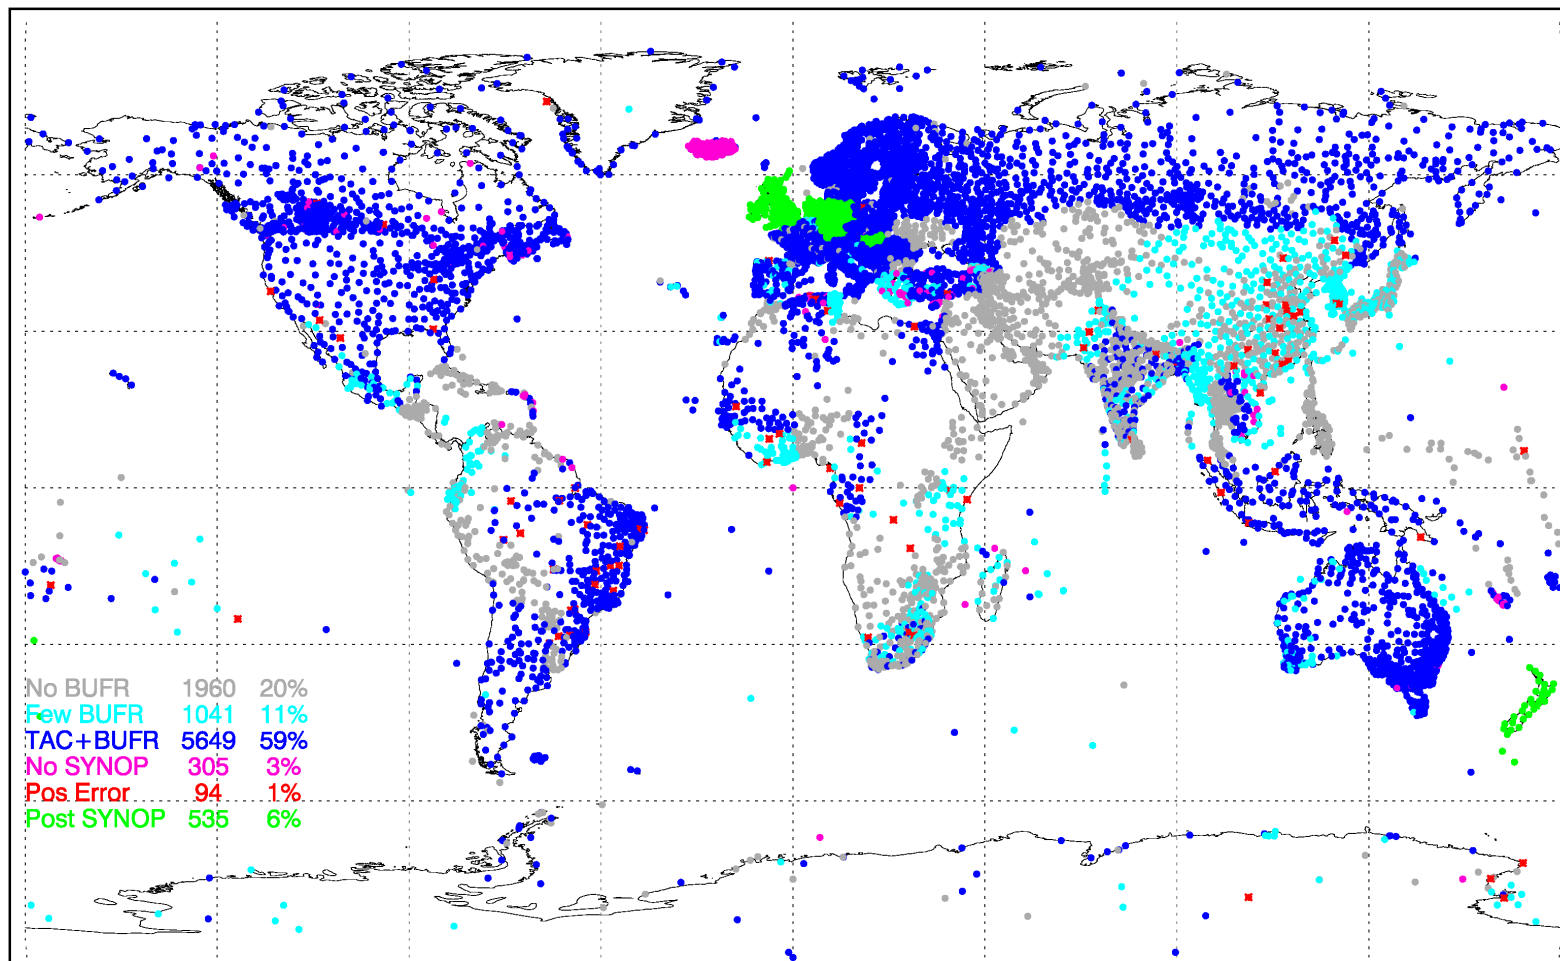 No BUFR 1960 20%
Few BUFR 1041 11%
TAC+BUFR 5649 59%
No SYNOP 305 3%
Pos Error 94 1%
Post SYNOP 535 6%